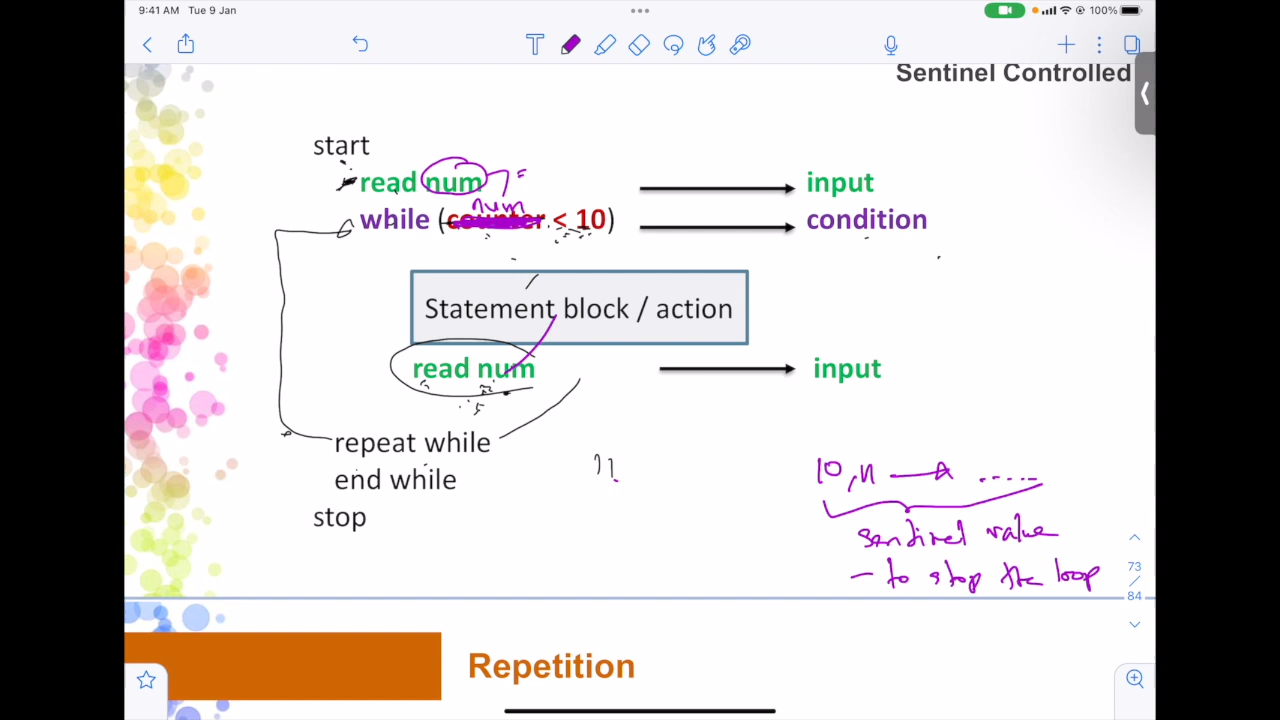 9:41 AM Tue 9 Jan
100%
Sentinel Controlled
start
read num
input
num
while (counter < 10)
condition
Statement block / action
read num
input
repeat while
end while
stop
10, 11
sentinel value
– to stop the loop
73
/
84
Repetition